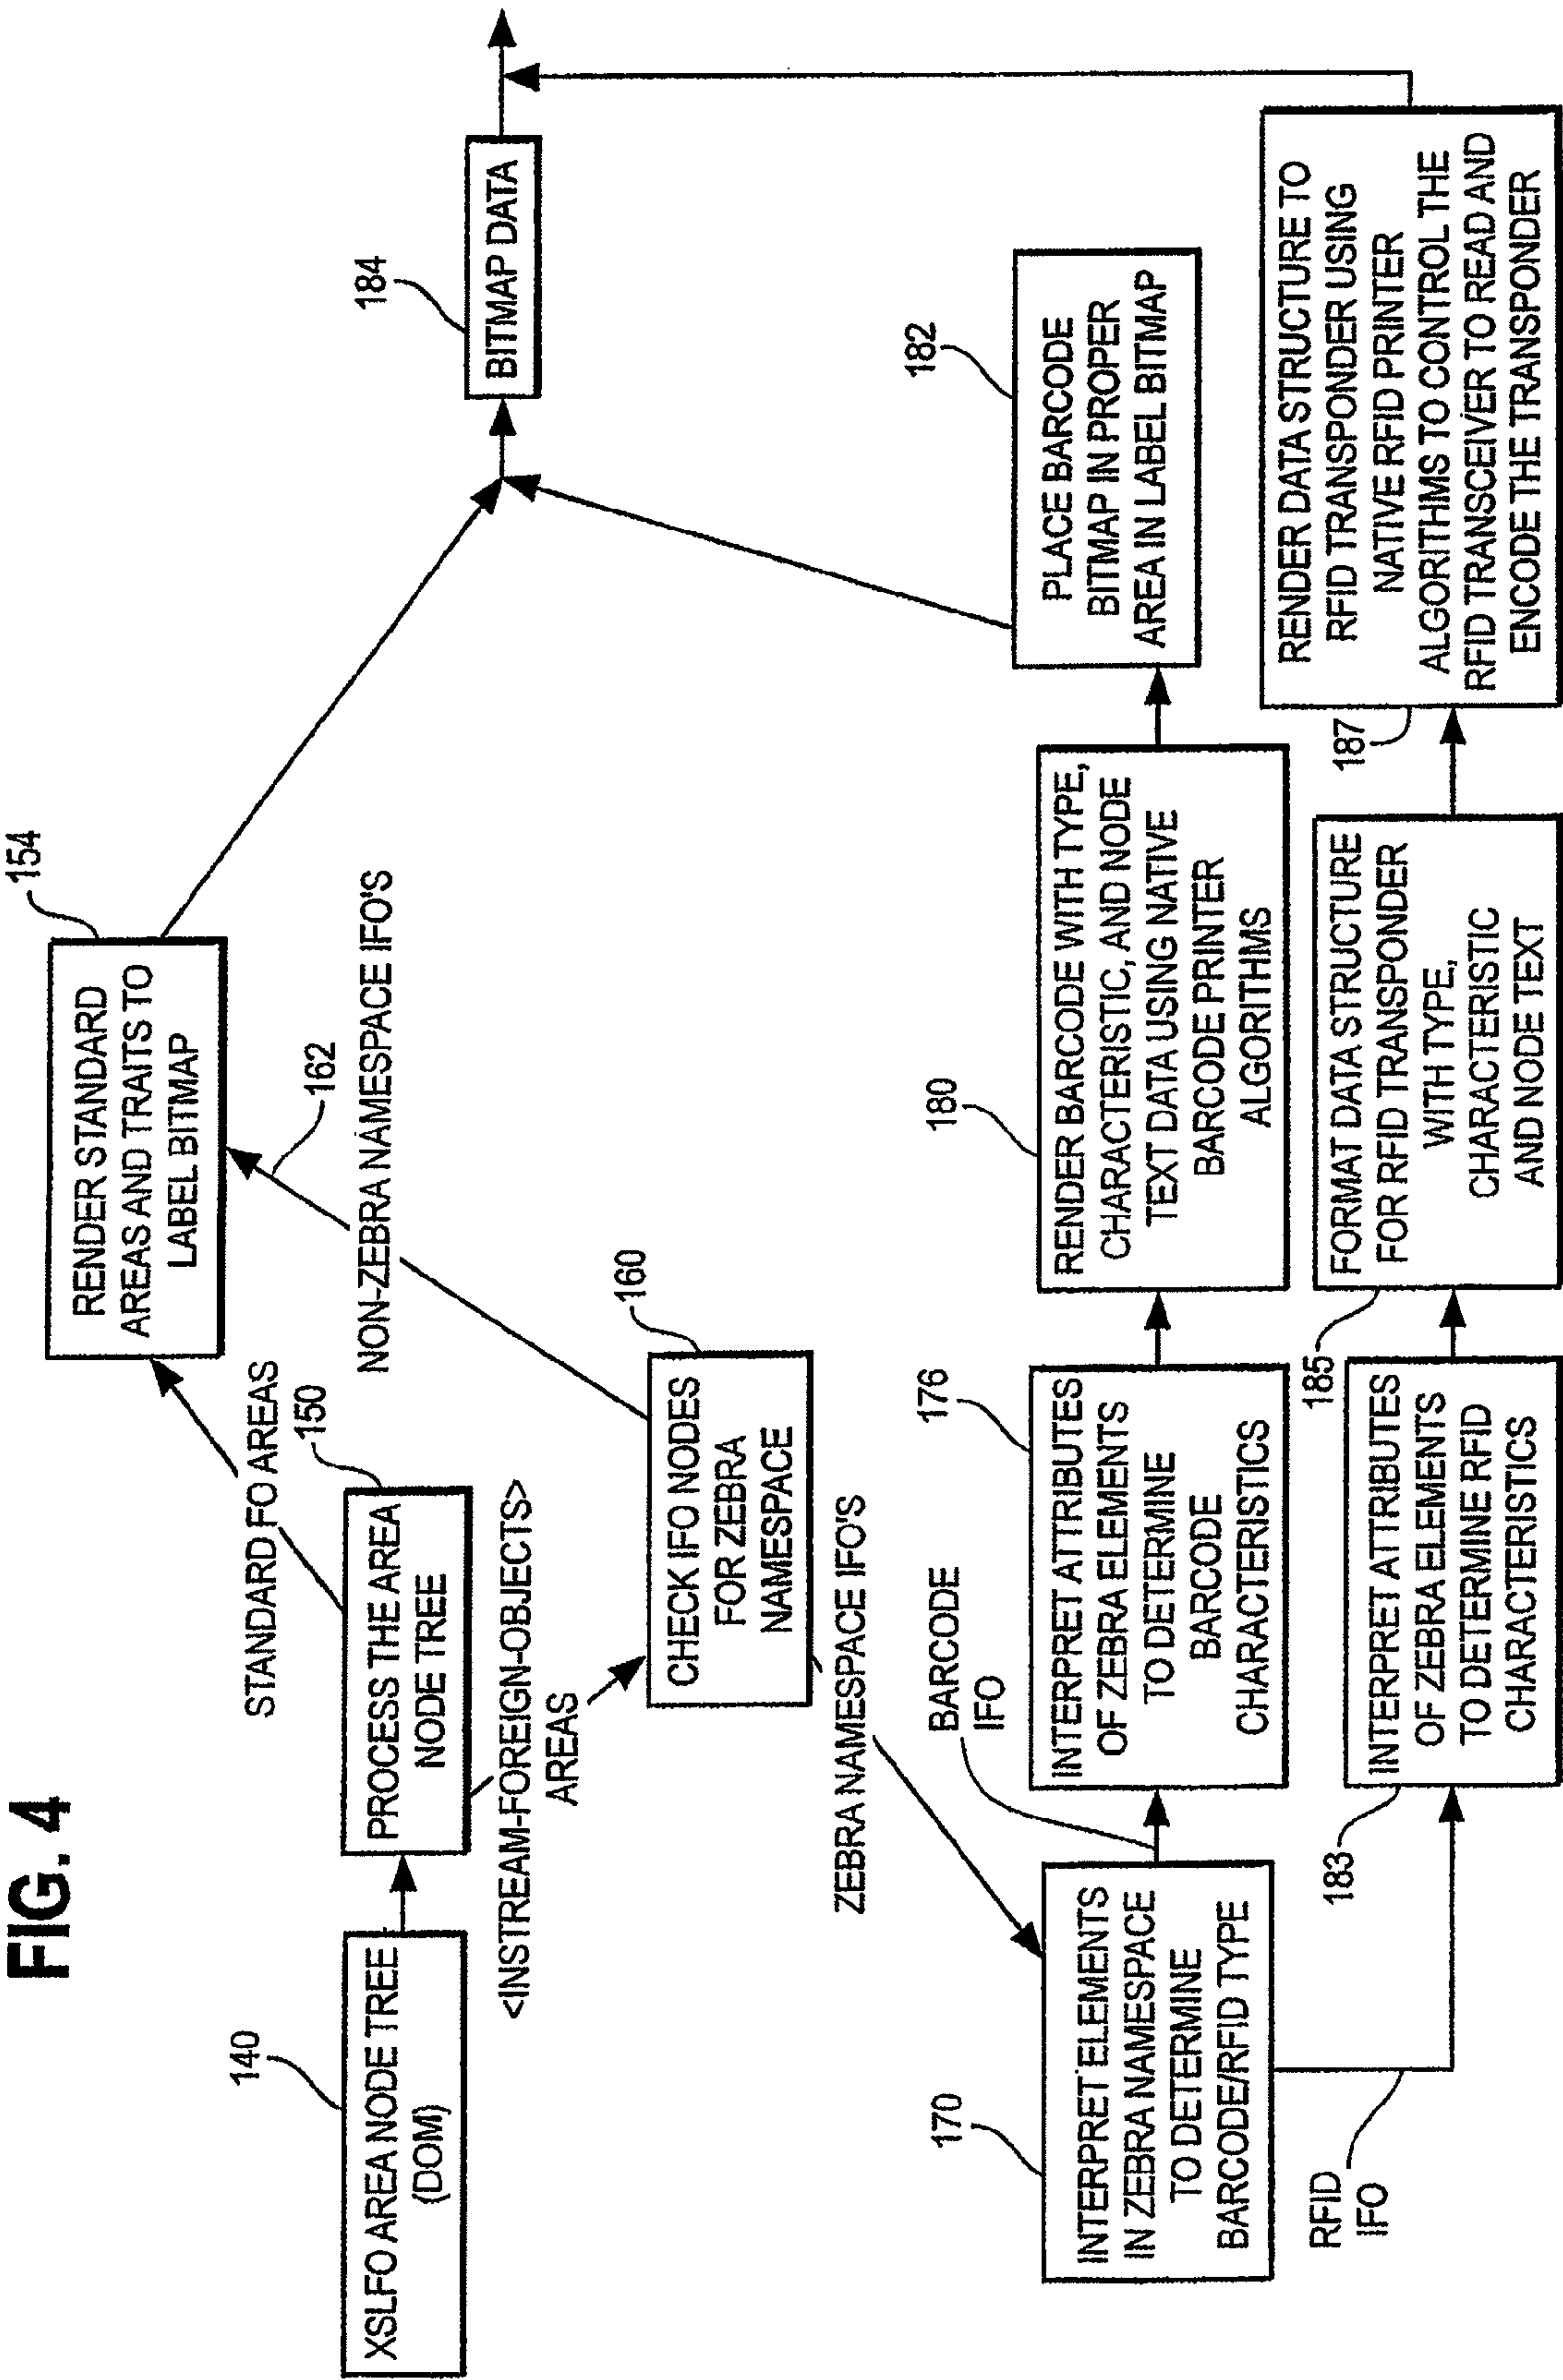 FIG. 4
140
XSLFO AREA NODE TREE
{DOM}
150
PROCESS THE AREA
NODE TREE
STANDARD FO AREAS
154
RENDER STANDARD
AREAS AND TRAITS TO
LABEL BITMAP
<INSTREAM-FOREIGN-OBJECTS>
AREAS
160
CHECK IFO NODES
FOR ZEBRA
NAMESPACE
162
NON-ZEBRA NAMESPACE IFO'S
ZEBRA NAMESPACE IFO'S
170
INTERPRET ELEMENTS
IN ZEBRA NAMESPACE
TO DETERMINE
BARCODE/RFID TYPE
BARCODE
IFO
176
INTERPRET ATTRIBUTES
OF ZEBRA ELEMENTS
TO DETERMINE
BARCODE
CHARACTERISTICS
180
RENDER BARCODE WITH TYPE,
CHARACTERISTIC, AND NODE
TEXT DATA USING NATIVE
BARCODE PRINTER
ALGORITHMS
182
PLACE BARCODE
BITMAP IN PROPER
AREA IN LABEL BITMAP
184
BITMAP DATA
RFID
IFO
183
INTERPRET ATTRIBUTES
OF ZEBRA ELEMENTS
TO DETERMINE RFID
CHARACTERISTICS
185
FORMAT DATA STRUCTURE
FOR RFID TRANSPONDER
WITH TYPE,
CHARACTERISTIC
AND NODE TEXT
187
RENDER DATA STRUCTURE TO
RFID TRANSPONDER USING
NATIVE RFID PRINTER
ALGORITHMS TO CONTROL THE
RFID TRANSCEIVER TO READ AND
ENCODE THE TRANSPONDER